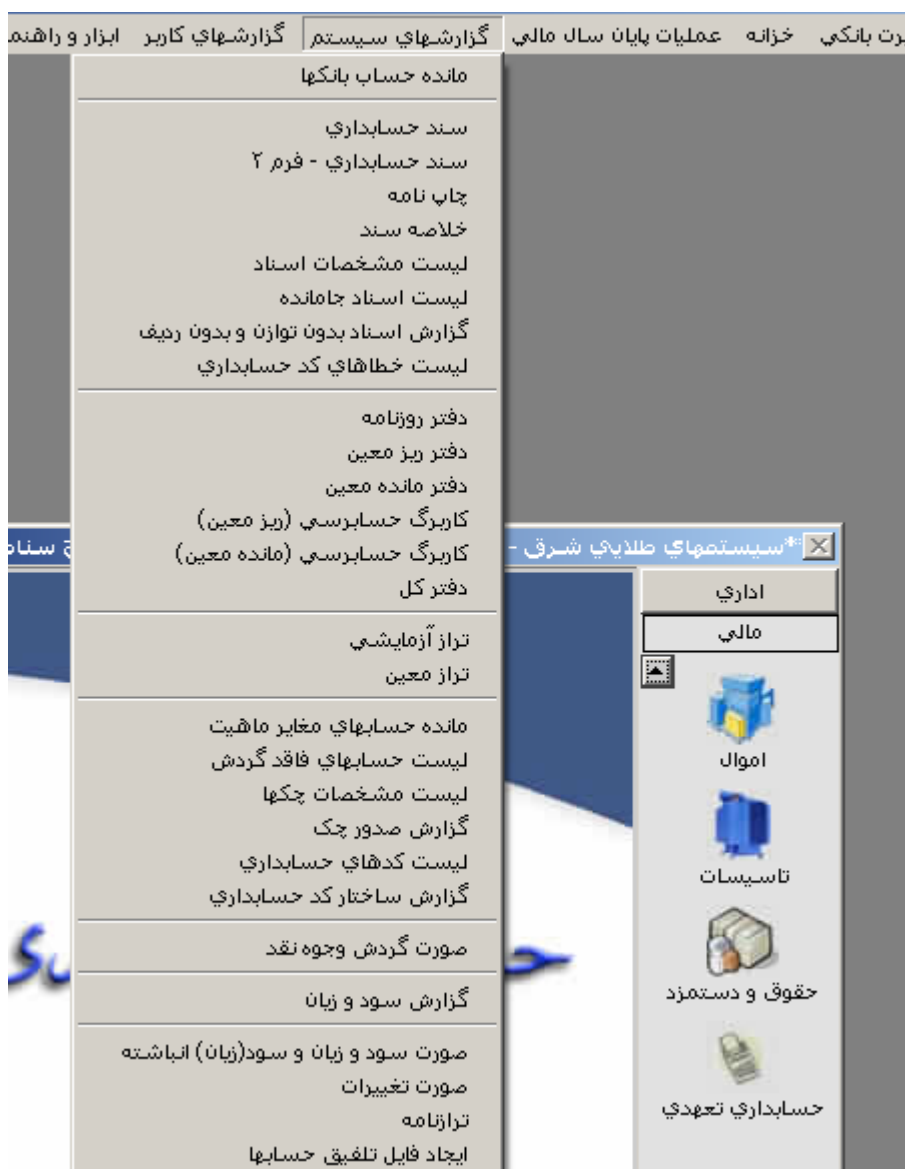 رت بانکي خزانه عمليات پايان سال مالي گزارشهاي سيستم گزارشهاي کاربر ابزار و راهنم
مانده حساب بانکها
سند حسابداري
سند حسابداري - فرم ۲
چاپ نامه
خلاصه سند
ليست مشخصات اسناد
ليست اسناد جامانده
گزارش اسناد بدون توازن و بدون رديف
ليست خطاهاي کد حسابداري
دفتر روزنامه
دفتر ريز معين
دفتر مانده معين
کاربرگ حسابرسي (ريز معين)
کاربرگ حسابرسي (مانده معين)
دفتر کل
تراز آزمايشي
تراز معين
مانده حسابهاي مغاير ماهيت
ليست حسابهاي فاقد گردش
ليست مشخصات چکها
گزارش صدور چک
ليست کدهاي حسابداري
گزارش ساختار کد حسابداري
صورت گردش وجوه نقد
گزارش سود و زيان
صورت سود و زيان و سود(زيان) انباشته
صورت تغييرات
ترازنامه
ايجاد فايل تلفيق حسابها
*سيستمهاي طلايي شرق -
اداري
مالي
اموال
تاسيسات
حقوق و دستمزد
حسابداري تعهدي